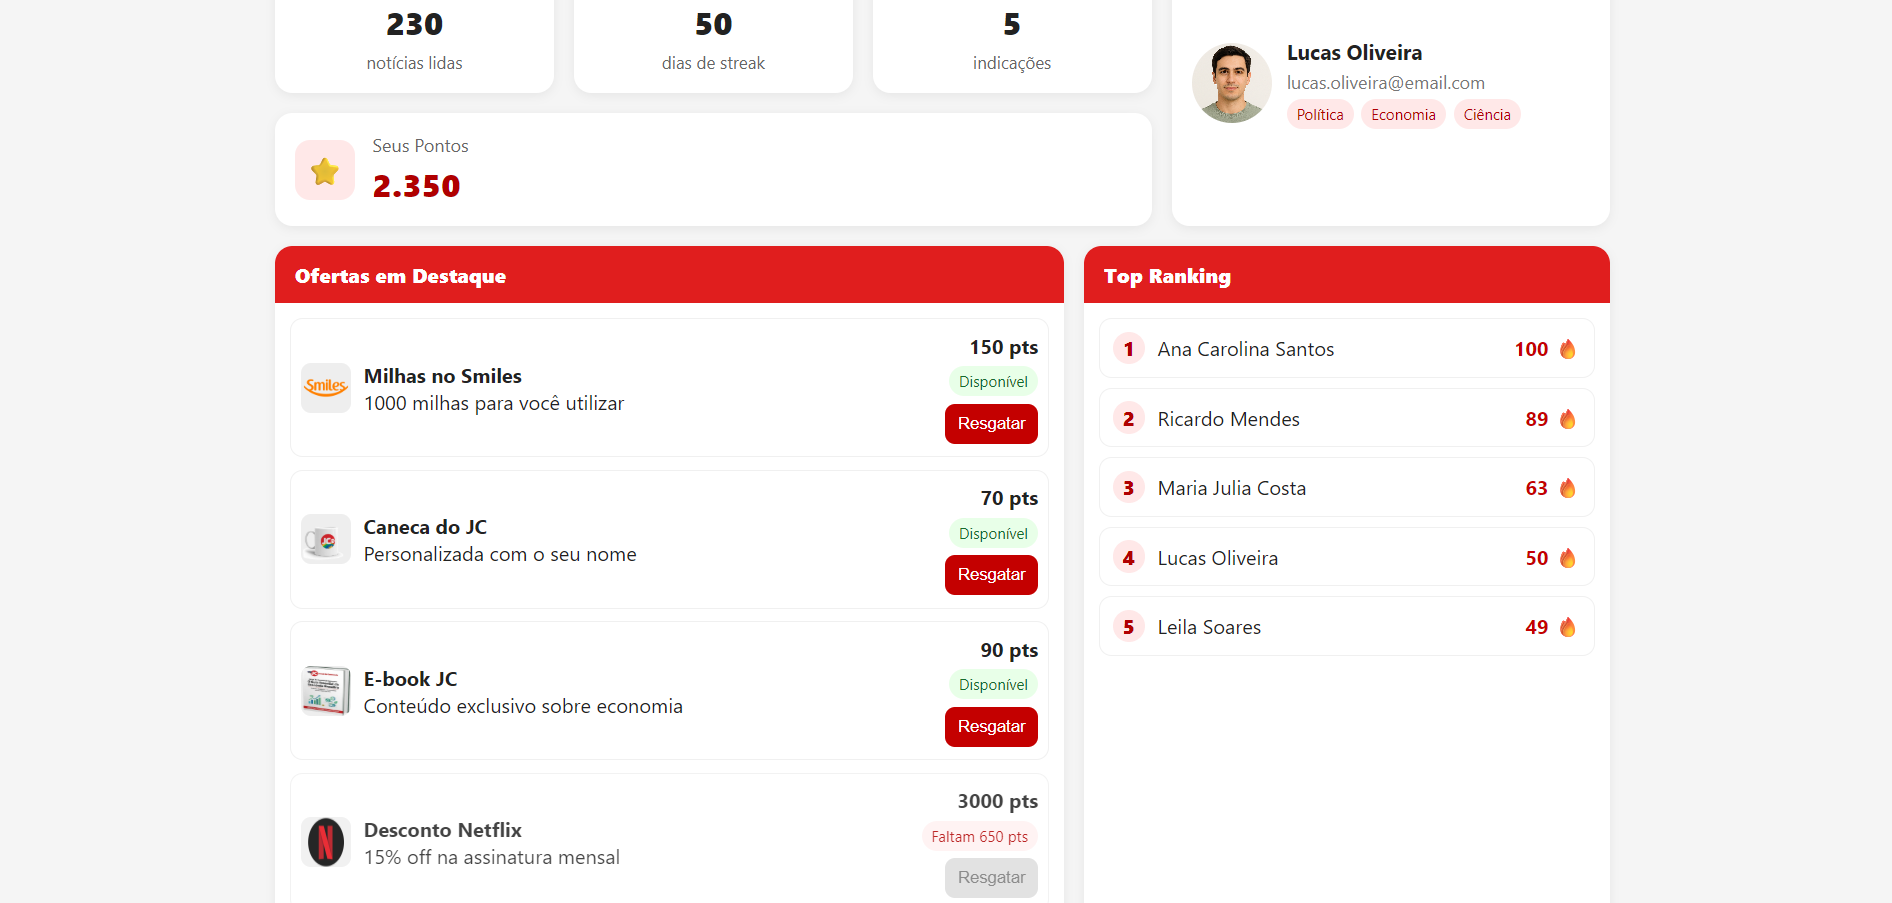 230
notícias lidas
50
dias de streak
5
indicações
Lucas Oliveira
lucas.oliveira@email.com
Política
Economia
Ciência
Seus Pontos
2.350
Ofertas em Destaque
Smiles
Milhas no Smiles
1000 milhas para você utilizar
150 pts
Disponível
Resgatar
JC
Caneca do JC
Personalizada com o seu nome
70 pts
Disponível
Resgatar
E-book JC
Conteúdo exclusivo sobre economia
90 pts
Disponível
Resgatar
N
Desconto Netflix
15% off na assinatura mensal
3000 pts
Faltam 650 pts
Resgatar
Top Ranking
1 Ana Carolina Santos 100
2 Ricardo Mendes 89
3 Maria Julia Costa 63
4 Lucas Oliveira 50
5 Leila Soares 49